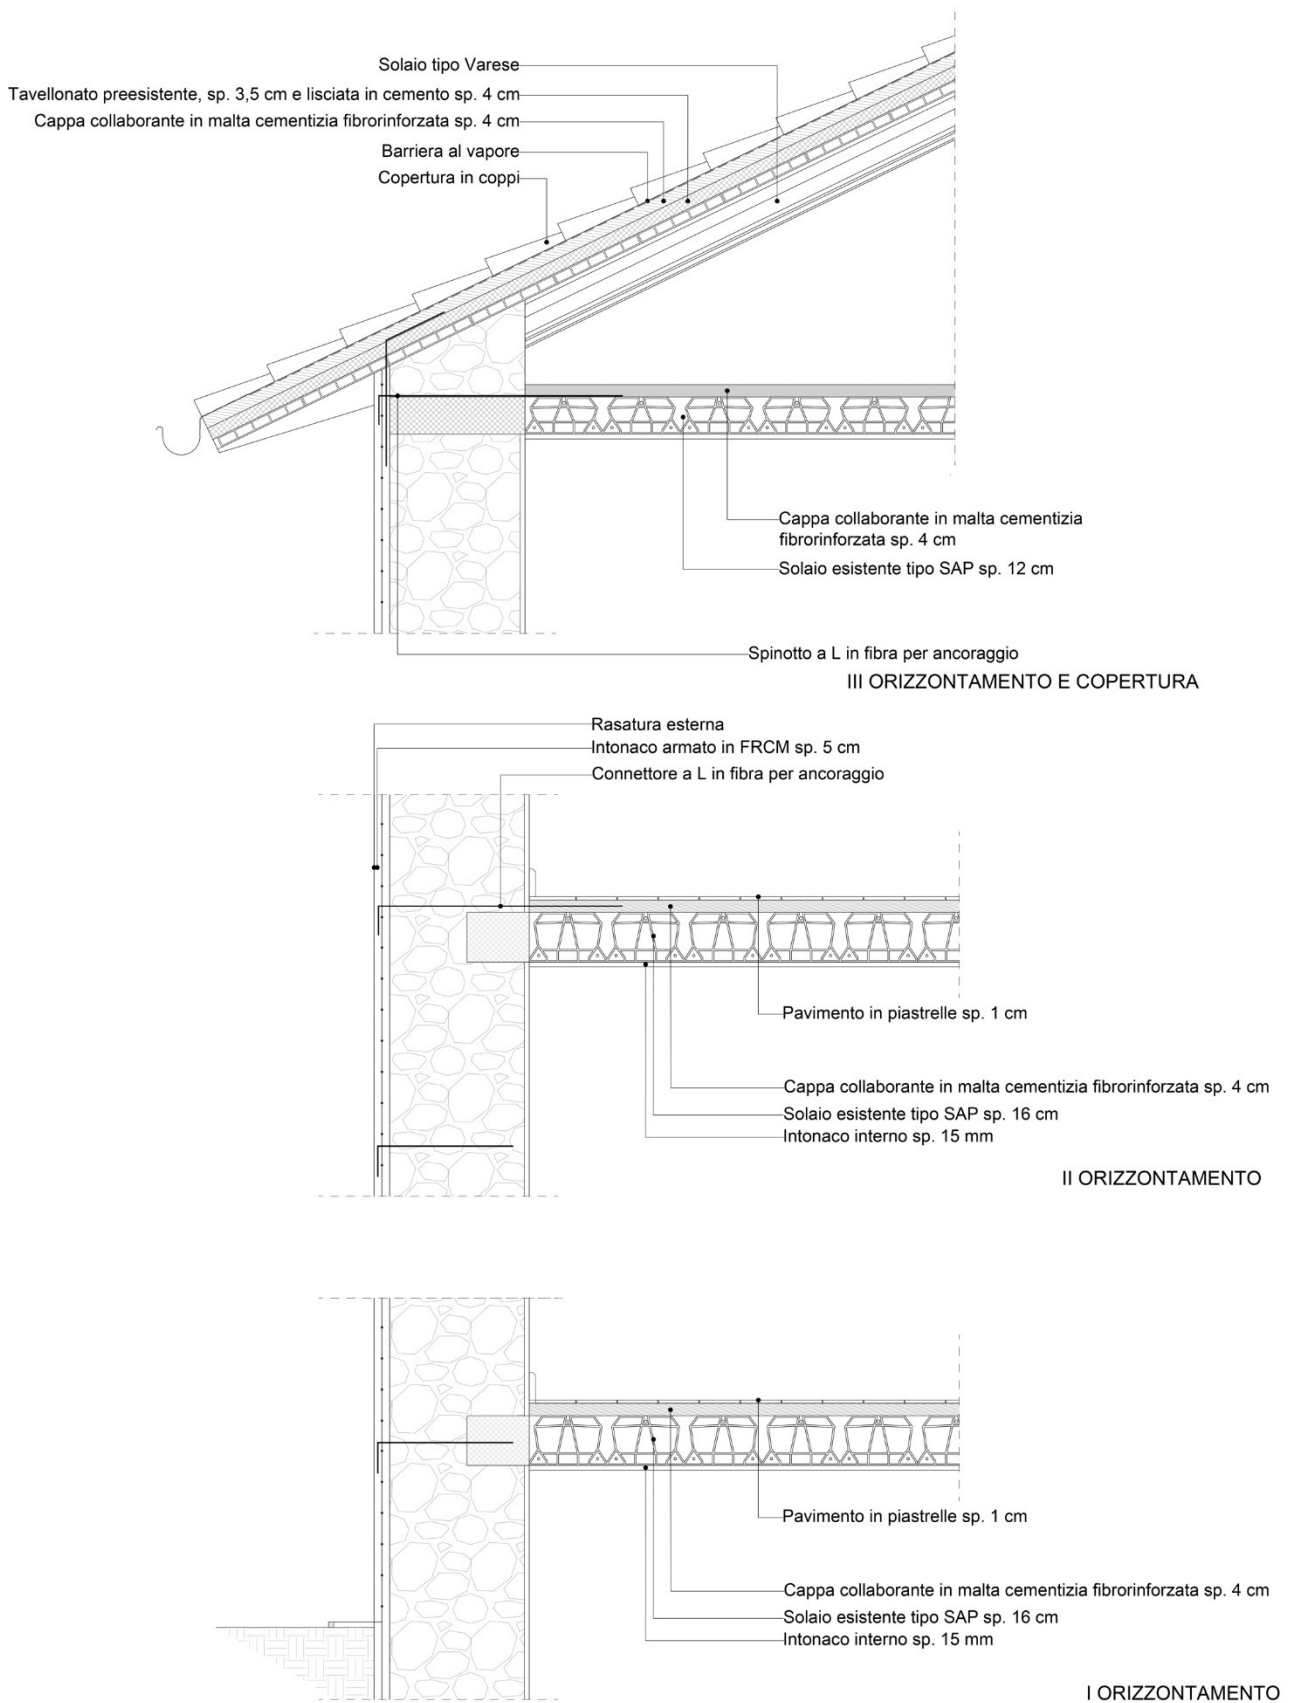 Solaio tipo Varese
Tavellonato preesistente, sp. 3,5 cm e lisciata in cemento sp. 4 cm
Cappa collaborante in malta cementizia fibrorinforzata sp. 4 cm
Barriera al vapore
Copertura in coppi
Cappa collaborante in malta cementizia
fibrorinforzata sp. 4 cm
Solaio esistente tipo SAP sp. 12 cm
Spinotto a L in fibra per ancoraggio
III ORIZZONTAMENTO E COPERTURA
Rasatura esterna
Intonaco armato in FRCM sp. 5 cm
Connettore a L in fibra per ancoraggio
Pavimento in piastrelle sp. 1 cm
Cappa collaborante in malta cementizia fibrorinforzata sp. 4 cm
Solaio esistente tipo SAP sp. 16 cm
Intonaco interno sp. 15 mm
II ORIZZONTAMENTO
Pavimento in piastrelle sp. 1 cm
Cappa collaborante in malta cementizia fibrorinforzata sp. 4 cm
Solaio esistente tipo SAP sp. 16 cm
Intonaco interno sp. 15 mm
I ORIZZONTAMENTO